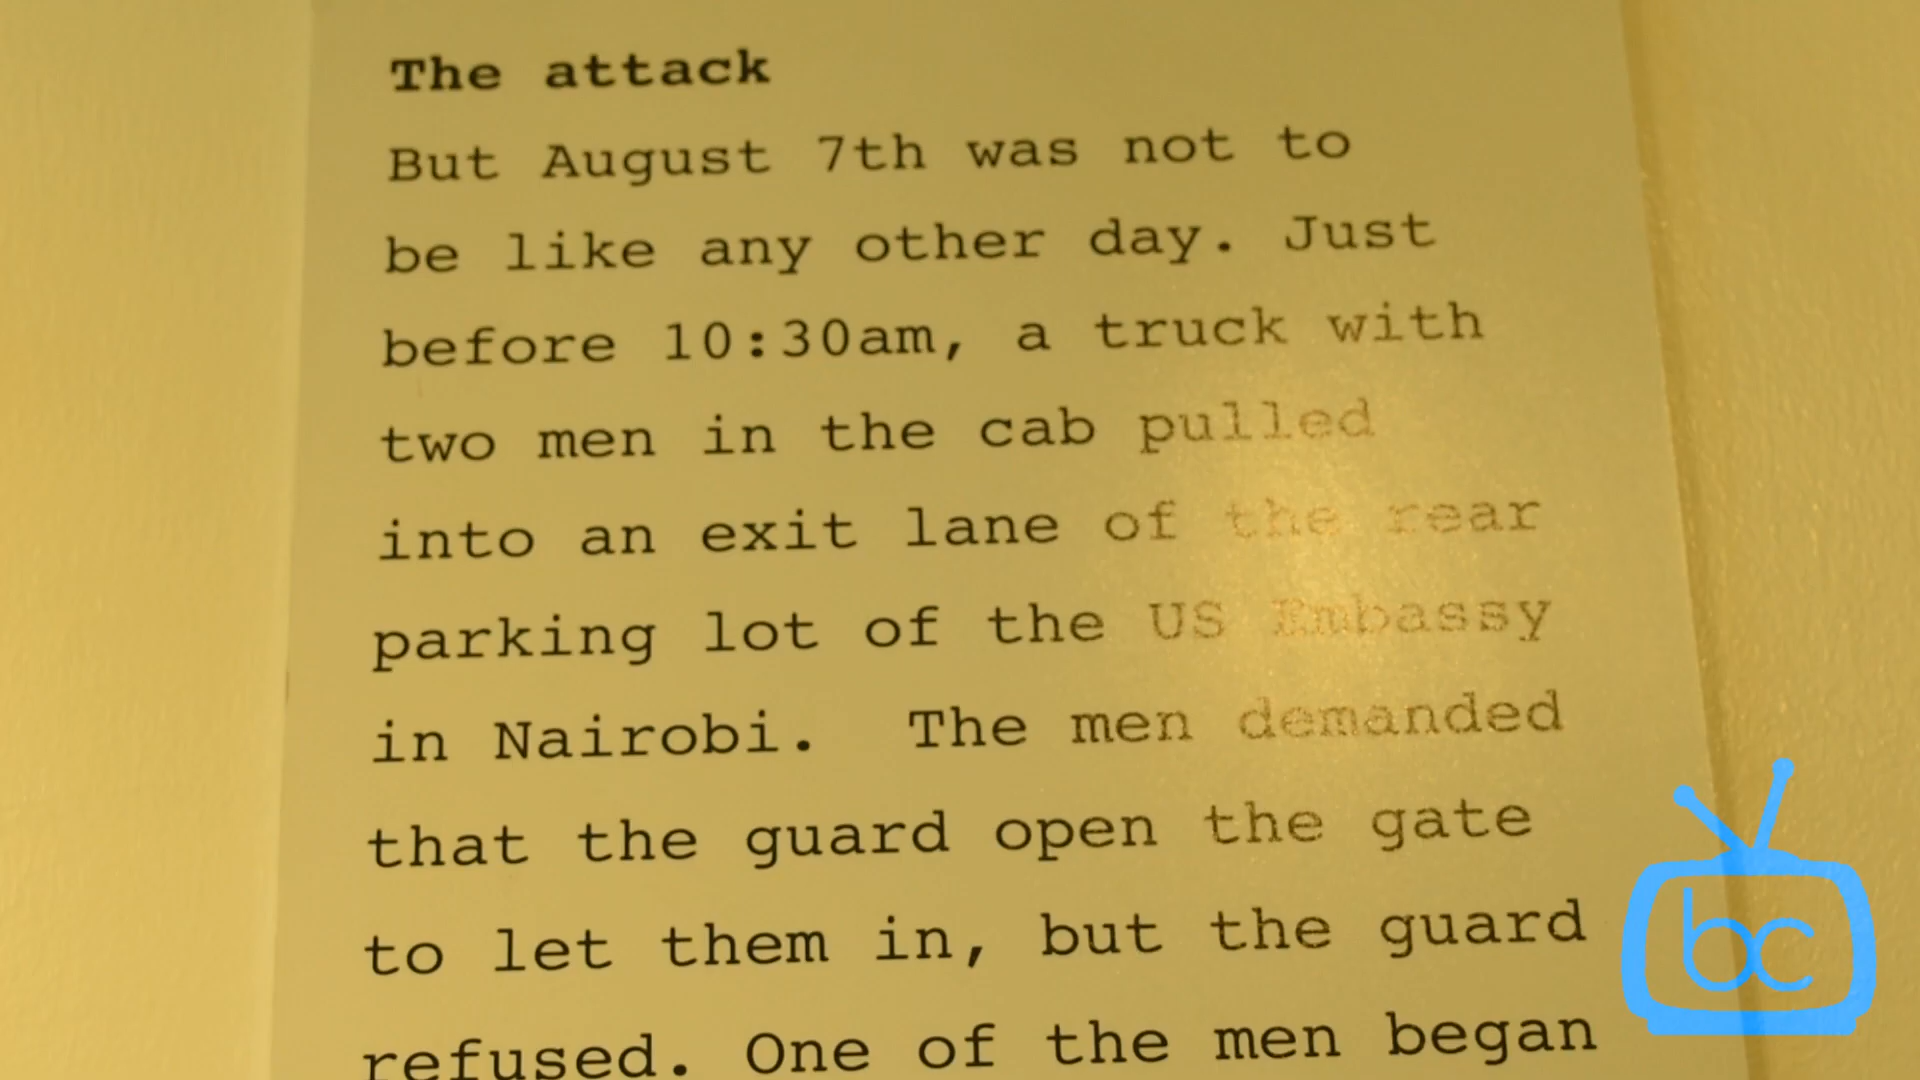 The attack
But August 7th was not to
be like any other day. Just
before 10:30am, a truck with
two men in the cab pulled
into an exit lane of the rear
parking lot of the US Embassy
in Nairobi.  The men demanded
that the guard open the gate
to let them in, but the guard
refused. One of the men began
bc